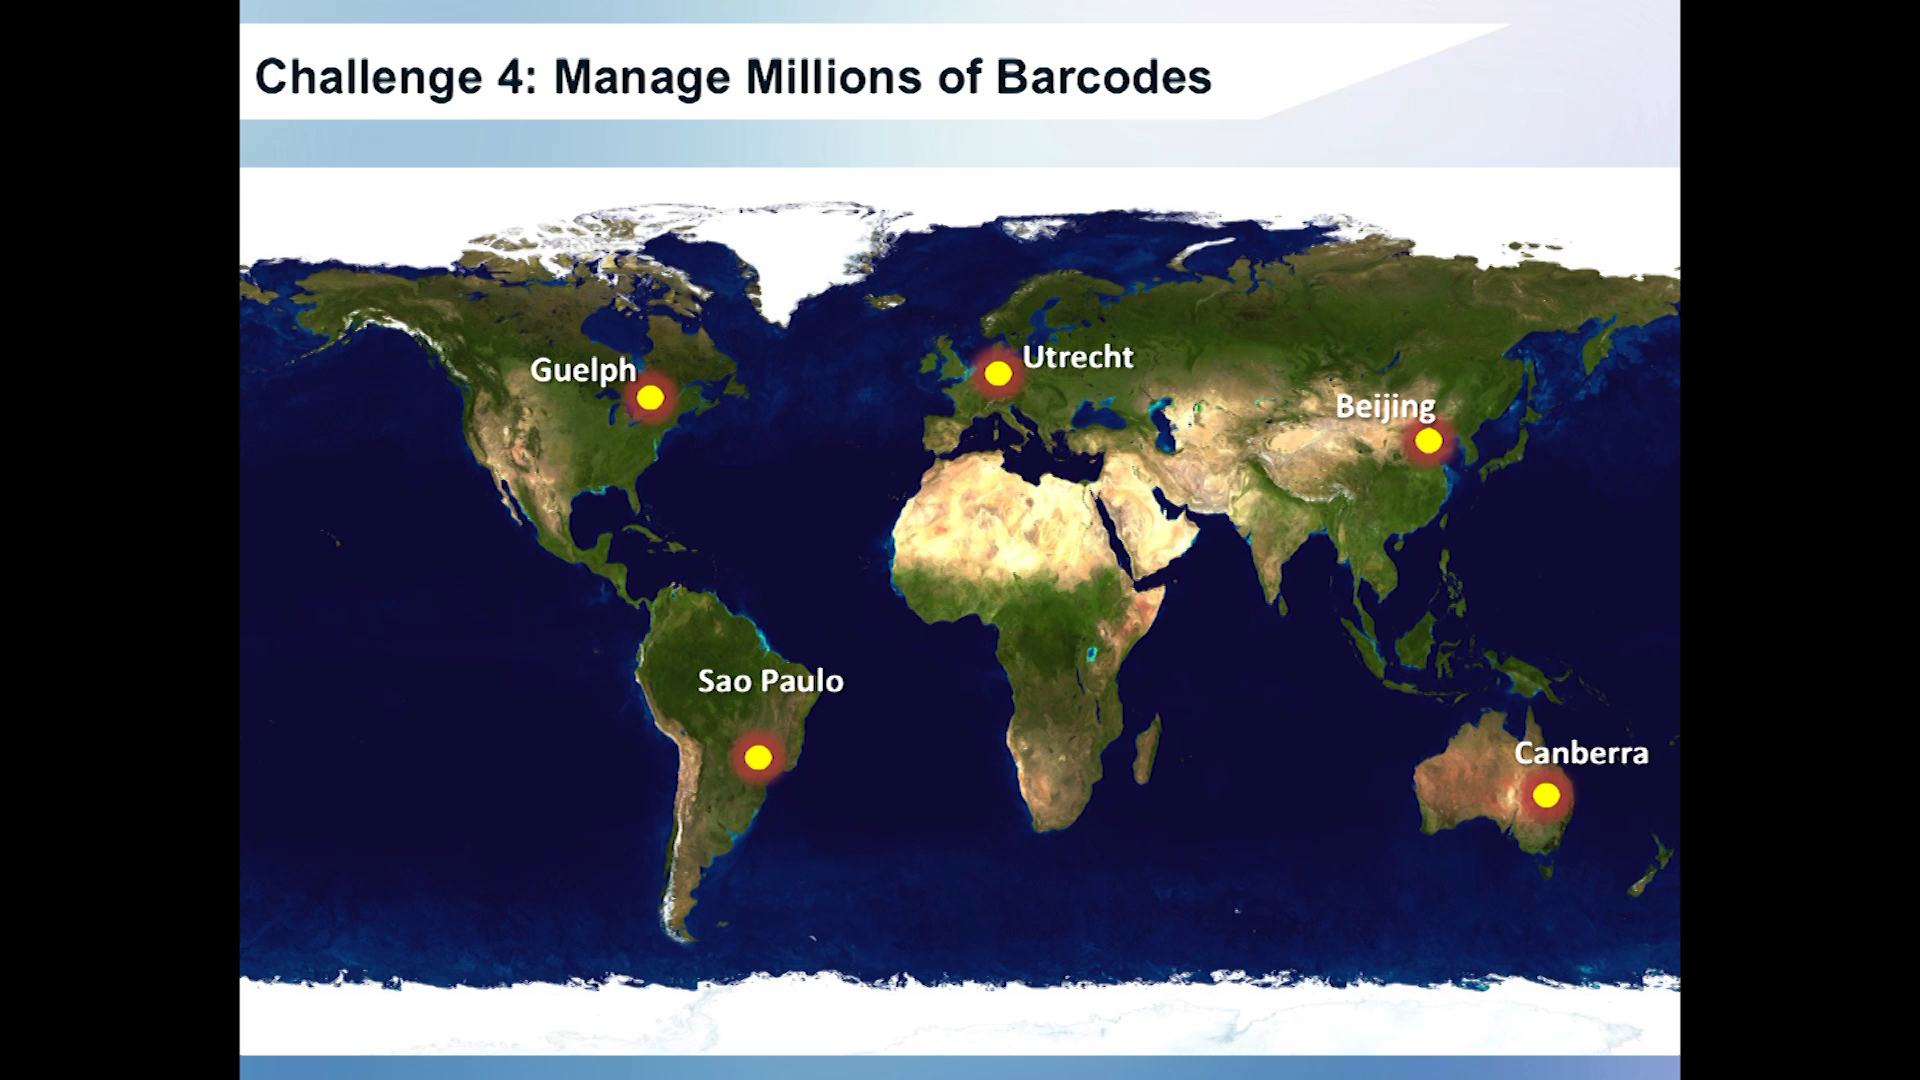 Challenge 4: Manage Millions of Barcodes
Guelph
Utrecht
Beijing
Sao Paulo
Canberra